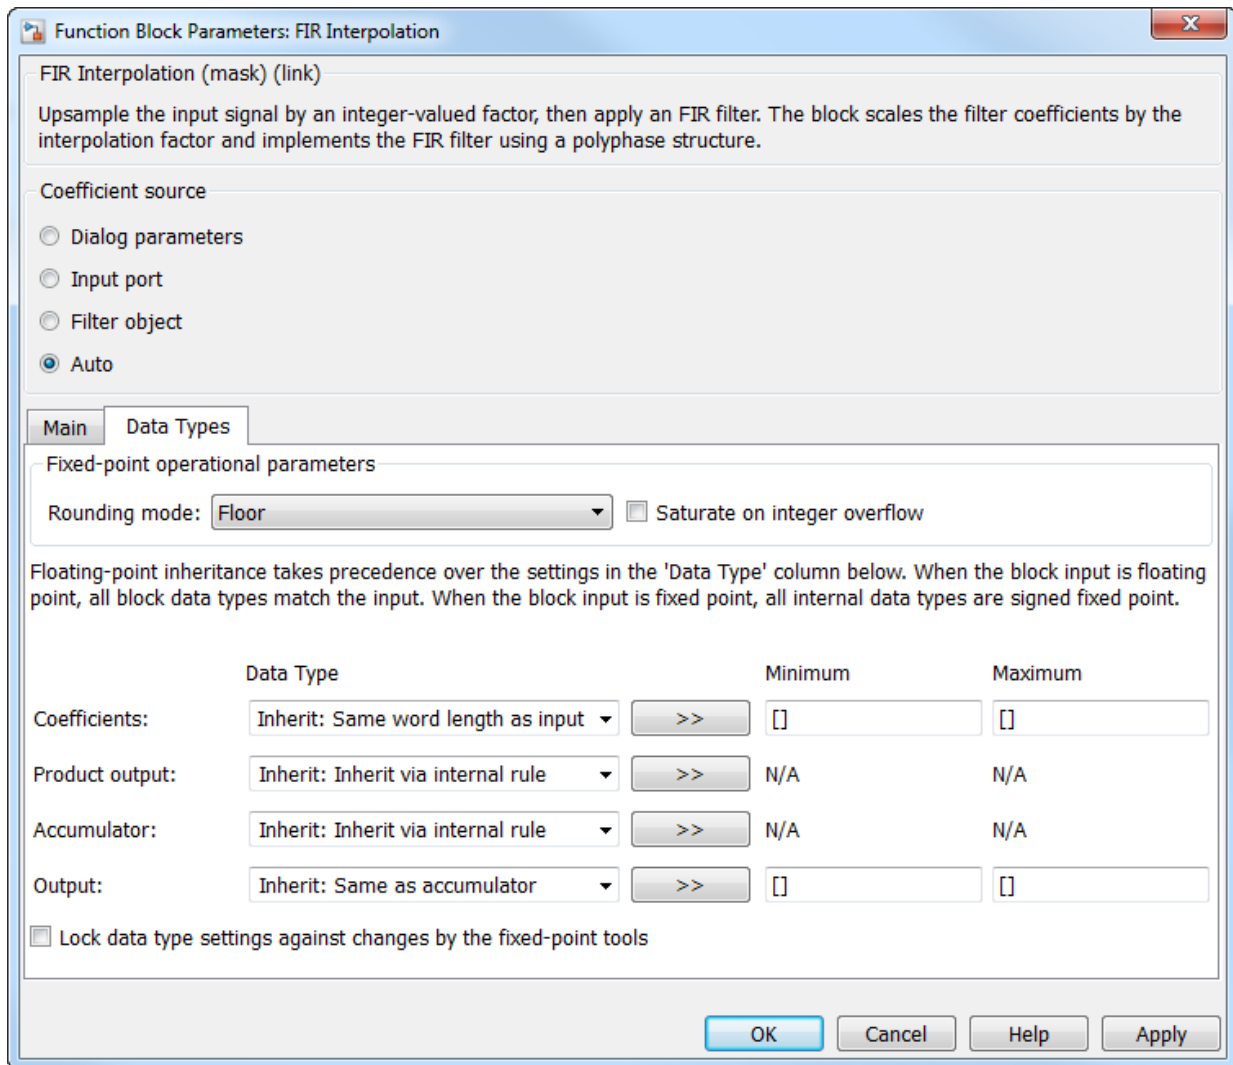 Function Block Parameters: FIR Interpolation
FIR Interpolation (mask) (link)
Upsample the input signal by an integer-valued factor, then apply an FIR filter. The block scales the filter coefficients by the
interpolation factor and implements the FIR filter using a polyphase structure.
Coefficient source
Dialog parameters
Input port
Filter object
Auto
Main Data Types
Fixed-point operational parameters
Rounding mode: Floor Saturate on integer overflow
Floating-point inheritance takes precedence over the settings in the 'Data Type' column below. When the block input is floating
point, all block data types match the input. When the block input is fixed point, all internal data types are signed fixed point.
Data Type Minimum Maximum
Coefficients: Inherit: Same word length as input >> [] []
Product output: Inherit: Inherit via internal rule >> N/A N/A
Accumulator: Inherit: Inherit via internal rule >> N/A N/A
Output: Inherit: Same as accumulator >> [] []
Lock data type settings against changes by the fixed-point tools
OK Cancel Help Apply